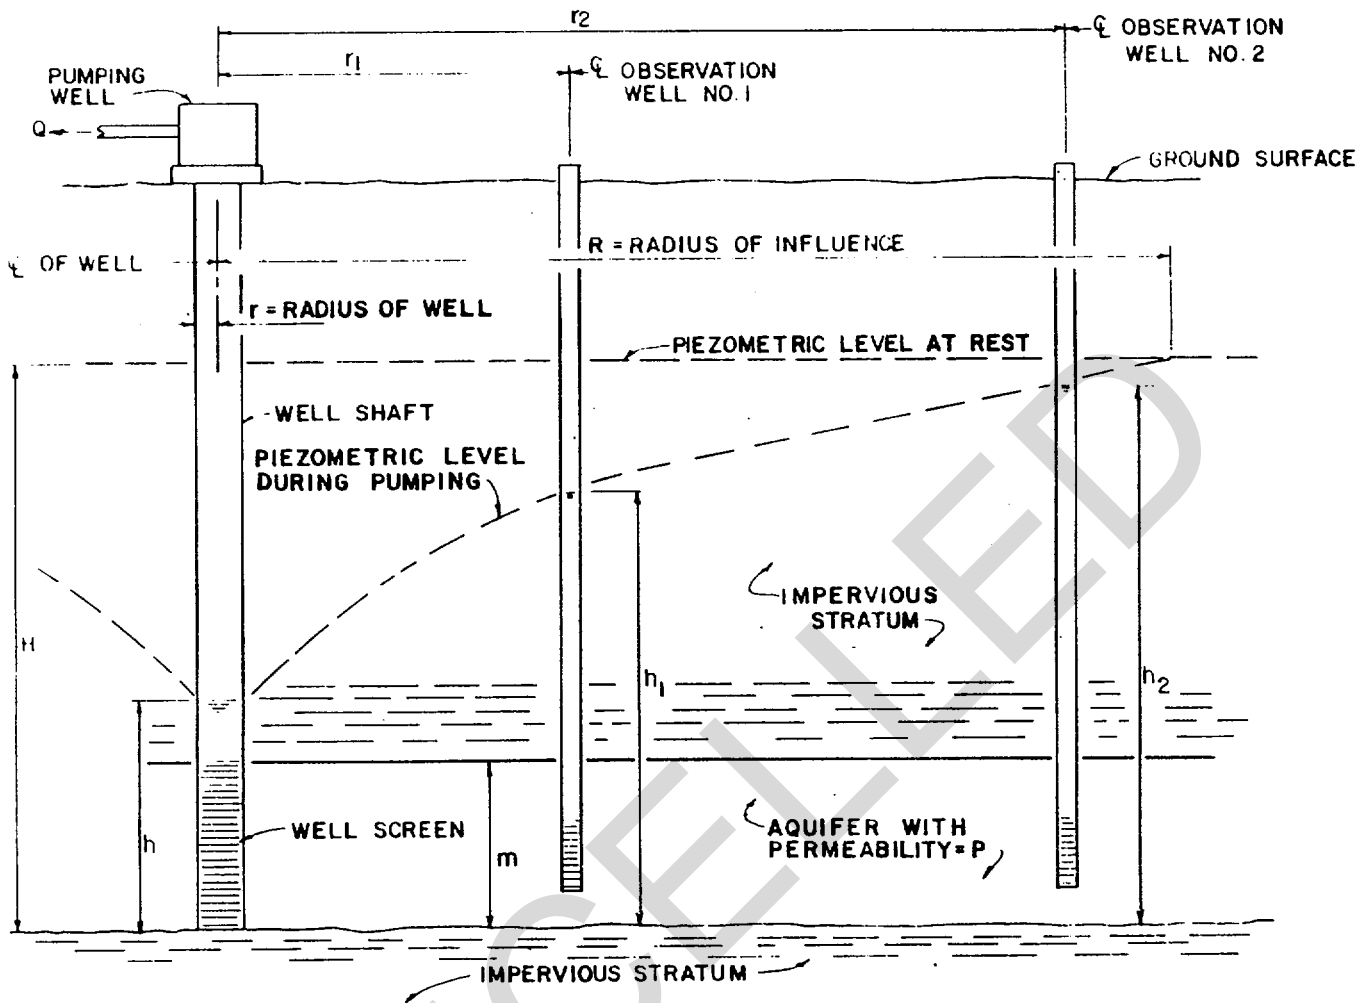 r2
℄ OBSERVATION
WELL NO. 2
r1
℄ OBSERVATION
WELL NO. 1
PUMPING
WELL
Q
GROUND SURFACE
R = RADIUS OF INFLUENCE
℄ OF WELL
r = RADIUS OF WELL
PIEZOMETRIC LEVEL AT REST
WELL SHAFT
PIEZOMETRIC LEVEL
DURING PUMPING
IMPERVIOUS
STRATUM
H
h1
h2
WELL SCREEN
h
m
AQUIFER WITH
PERMEABILITY = P
IMPERVIOUS STRATUM
CELLED